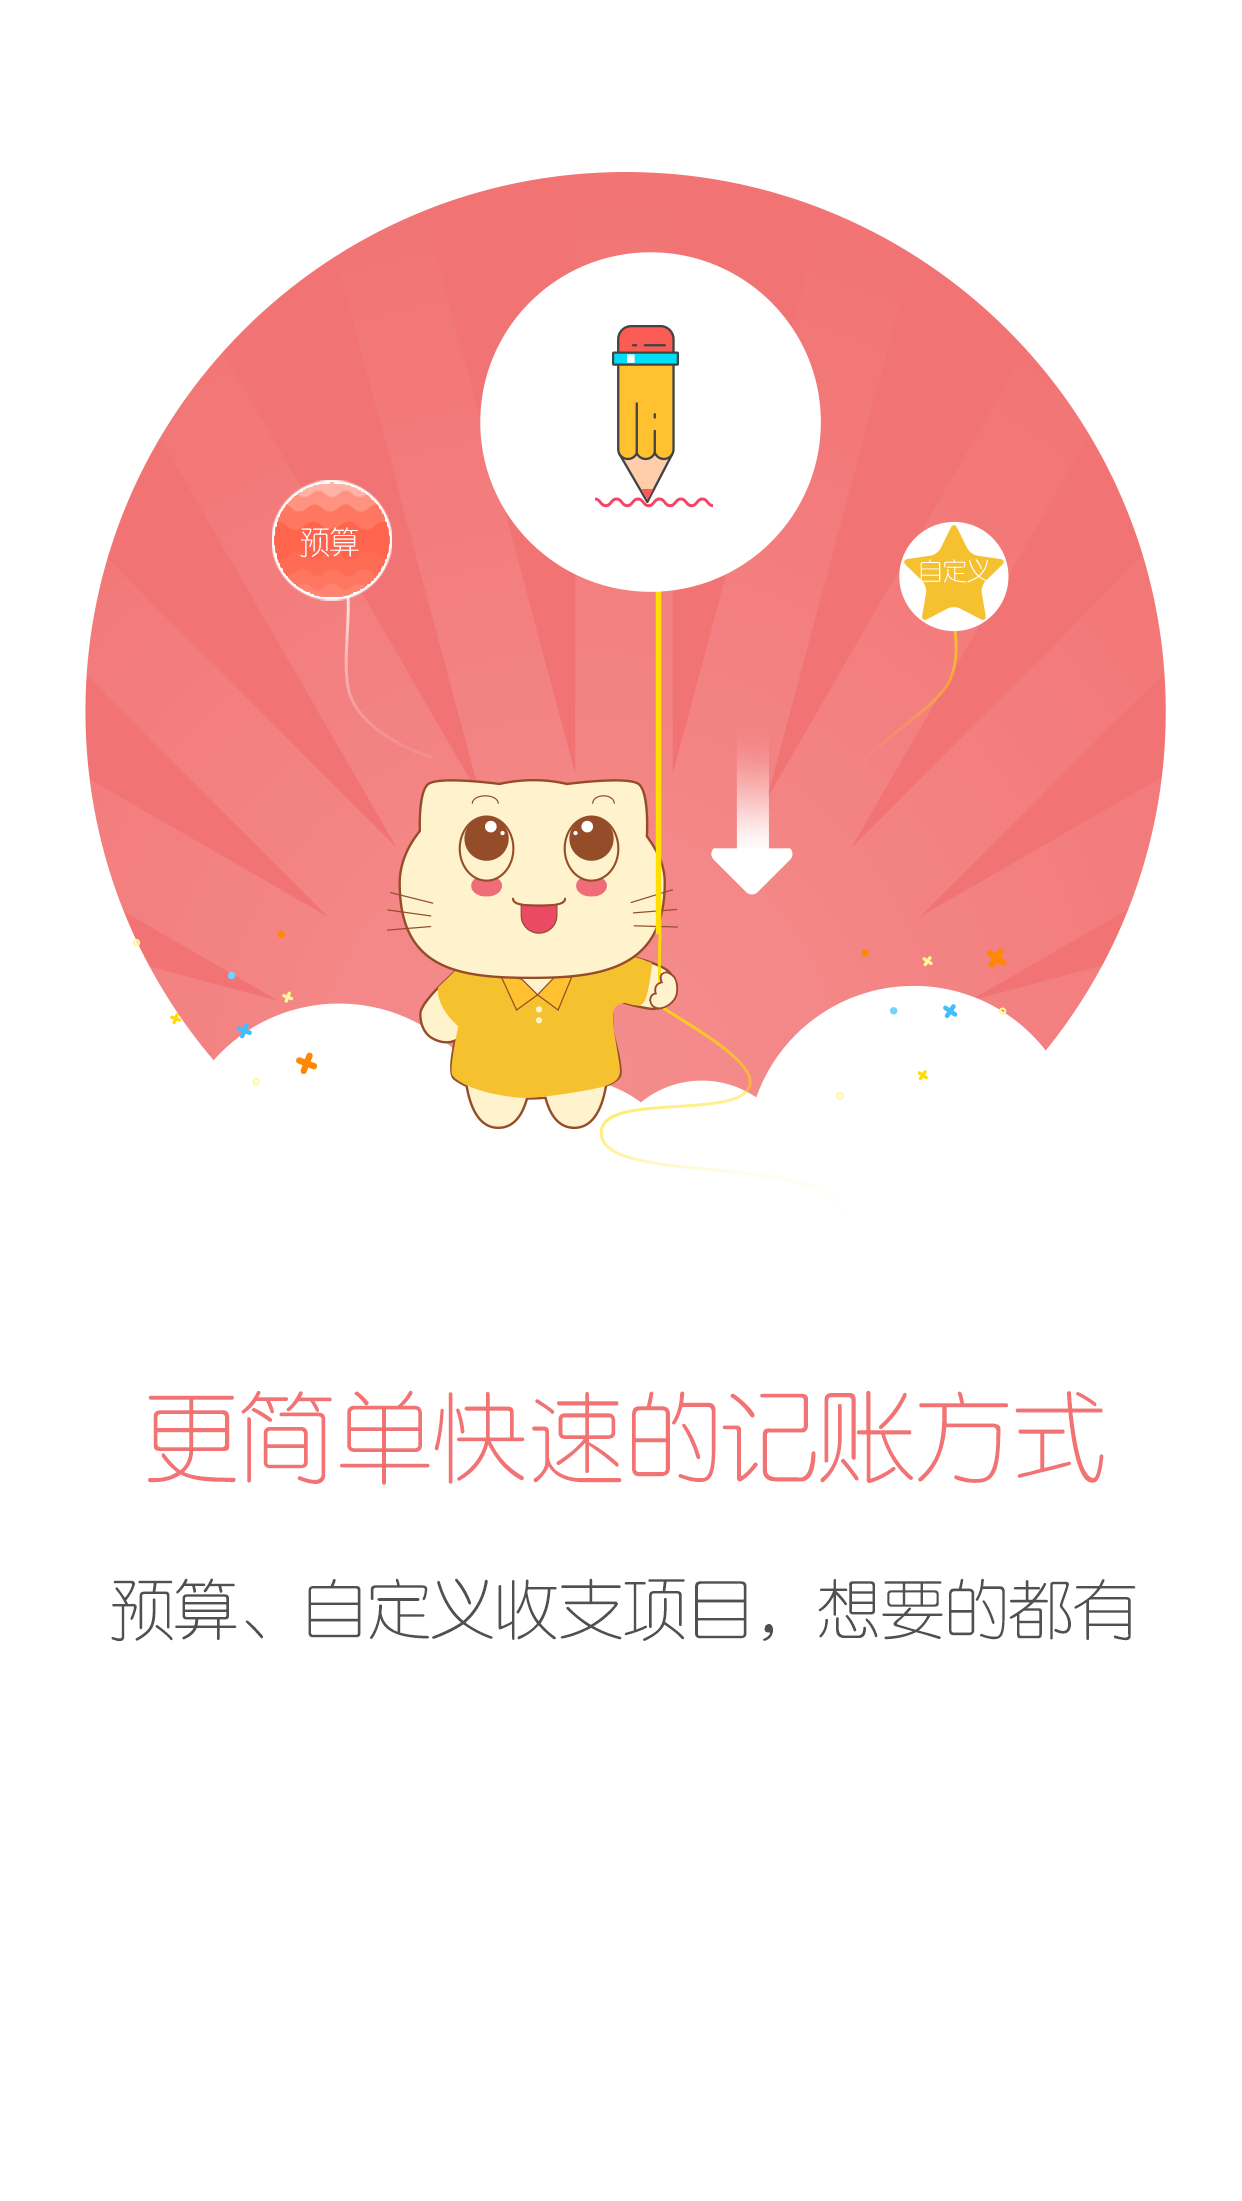 预算
自定义
更简单快速的记账方式
预算、自定义收支项目，想要的都有